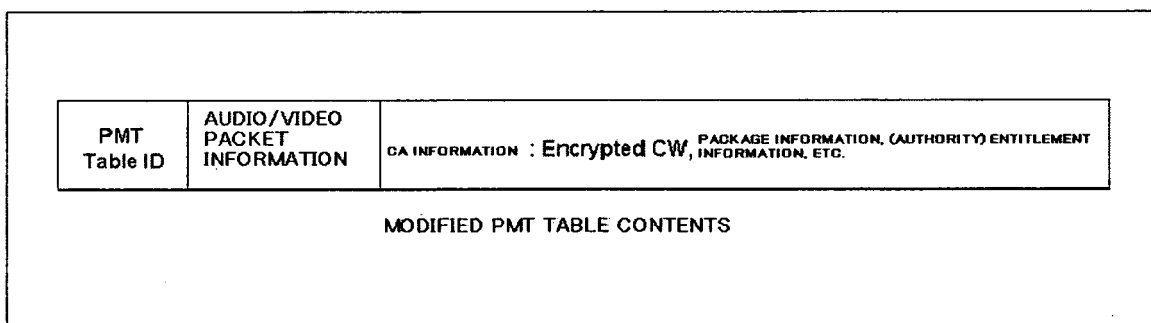 PMT
Table ID
AUDIO/VIDEO
PACKET
INFORMATION
CA INFORMATION : Encrypted CW, PACKAGE INFORMATION, (AUTHORITY) ENTITLEMENT
INFORMATION, ETC.
MODIFIED PMT TABLE CONTENTS